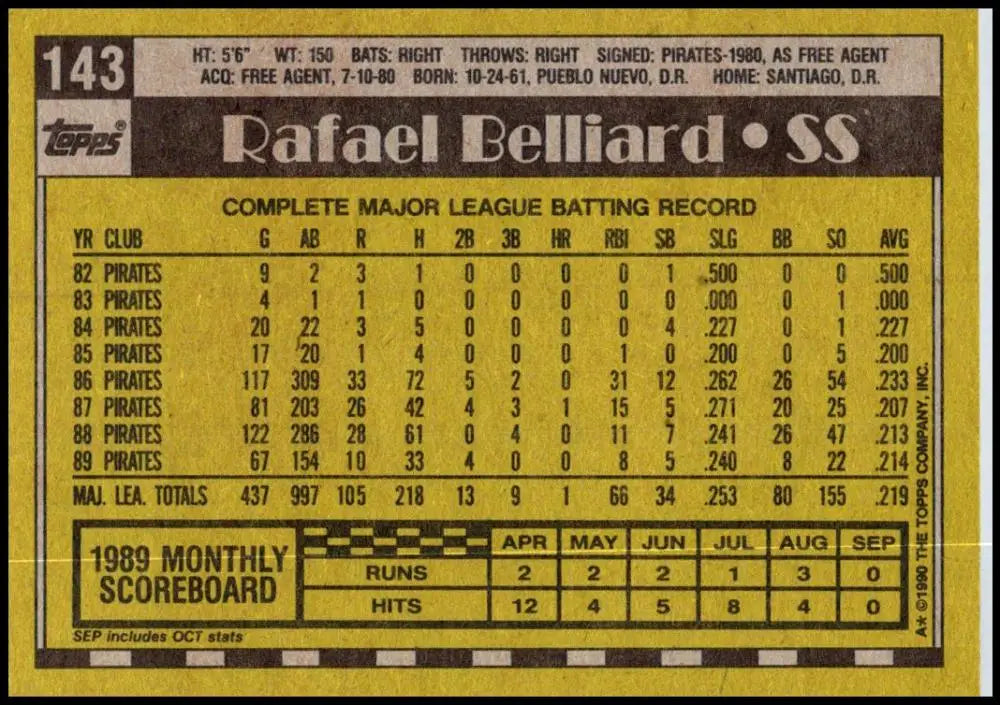 143
HT: 5'6" WT: 150 BATS: RIGHT THROWS: RIGHT SIGNED: PIRATES-1980, AS FREE AGENT
ACQ: FREE AGENT, 7-10-80 BORN: 10-24-61, PUEBLO NUEVO, D.R. HOME: SANTIAGO, D.R.
Topps®
Rafael Belliard • SS
COMPLETE MAJOR LEAGUE BATTING RECORD
YR CLUB G AB R H 2B 3B HR RBI SB SLG BB SO AVG
82 PIRATES 9 2 3 1 0 0 0 0 1 .500 0 0 .500
83 PIRATES 4 1 1 0 0 0 0 0 0 .000 0 1 .000
84 PIRATES 20 22 3 5 0 0 0 0 4 .227 0 1 .227
85 PIRATES 17 20 1 4 0 0 0 1 0 .200 0 5 .200
86 PIRATES 117 309 33 72 5 2 0 31 12 .262 26 54 .233
87 PIRATES 81 203 26 42 4 3 1 15 5 .271 20 25 .207
88 PIRATES 122 286 28 61 0 4 0 11 7 .241 26 47 .213
89 PIRATES 67 154 10 33 4 0 0 8 5 .240 8 22 .214
MAJ. LEA. TOTALS 437 997 105 218 13 9 1 66 34 .253 80 155 .219
1989 MONTHLY
SCOREBOARD
APR MAY JUN JUL AUG SEP
RUNS 2 2 2 1 3 0
HITS 12 4 5 8 4 0
SEP includes OCT stats
A★ ©1990 THE TOPPS COMPANY, INC.